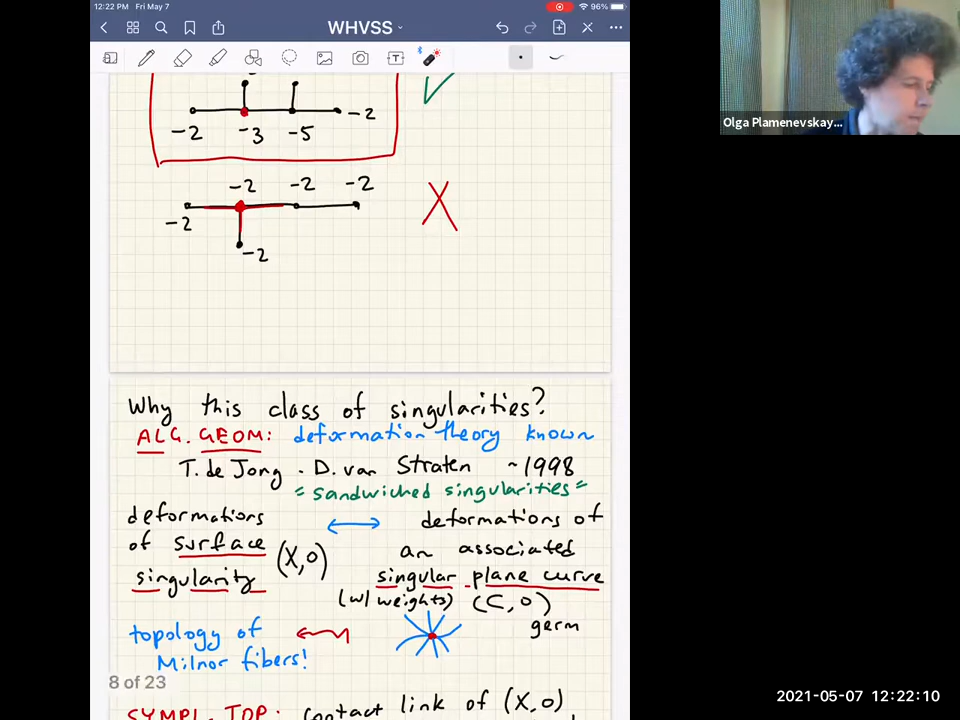 12:22 PM Fri May 7
96%
WHVSS
-2 -3 -5 -2
-2 -2 -2
-2
-2
Why this class of singularities?
ALG. GEOM: deformation theory known
T. de Jong - D. van Straten ~1998
"sandwiched singularities"
deformations ↔ deformations of
of surface (X,0) an associated
singularity singular plane curve
(w/ weights) (C,0)
germ
topology of
Milnor fibers!
8 of 23
SYMPL. TOP: contact link of (X,0)
Olga Plamenevskay...
2021-05-07 12:22:10